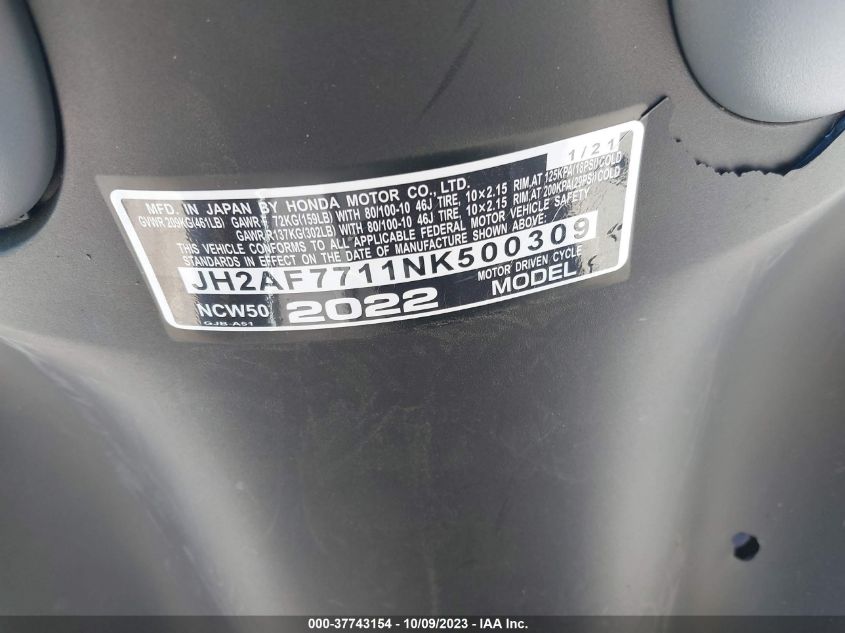 MFD. IN JAPAN BY HONDA MOTOR CO., LTD. 1/21
GVWR:209KG(461LB) GAWR F 72KG(159LB) WITH 80/100-10 46J TIRE, 10×2.15 RIM,AT 125KPA(18PSI)COLD
GAWR R137KG(302LB) WITH 80/100-10 46J TIRE, 10×2.15 RIM,AT 200KPA(29PSI)COLD
THIS VEHICLE CONFORMS TO ALL APPLICABLE FEDERAL MOTOR VEHICLE SAFETY
STANDARDS IN EFFECT ON THE DATE OF MANUFACTURE SHOWN ABOVE.
JH2AF7711NK500309
MOTOR DRIVEN CYCLE
NCW50 2022 MODEL
GJB-A51
000-37743154 | 10/09/2023 - Copyright © IAA, Inc.